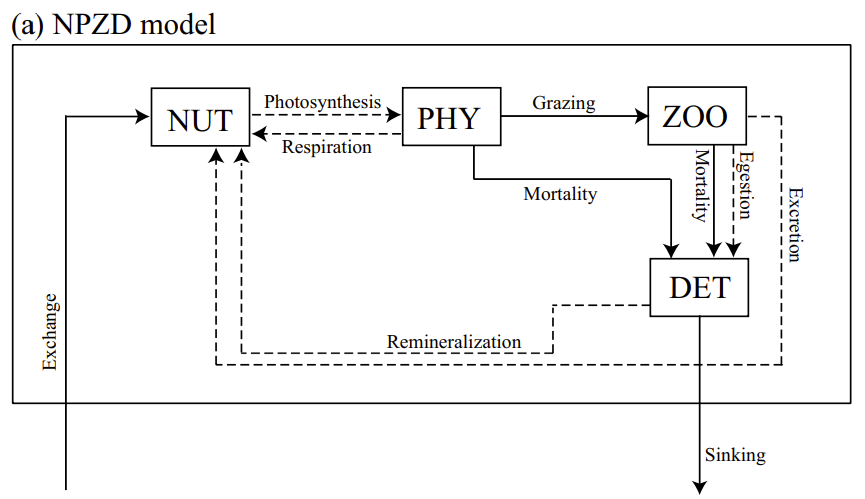 (a) NPZD model
NUT
Photosynthesis
Respiration
PHY
Grazing
ZOO
Mortality
Mortality
Egestion
Excretion
DET
Remineralization
Exchange
Sinking